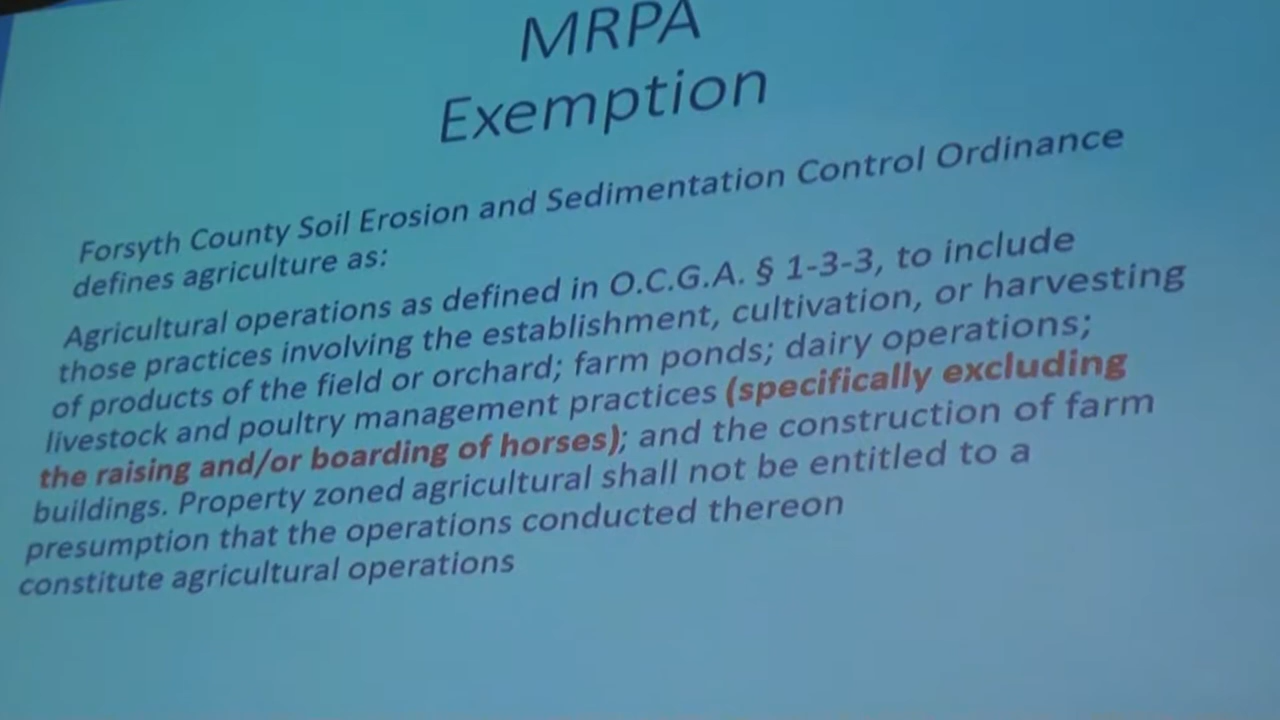 MRPA
Exemption
Forsyth County Soil Erosion and Sedimentation Control Ordinance
defines agriculture as:
Agricultural operations as defined in O.C.G.A. § 1-3-3, to include
those practices involving the establishment, cultivation, or harvesting
of products of the field or orchard; farm ponds; dairy operations;
livestock and poultry management practices (specifically excluding
the raising and/or boarding of horses); and the construction of farm
buildings. Property zoned agricultural shall not be entitled to a
presumption that the operations conducted thereon
constitute agricultural operations